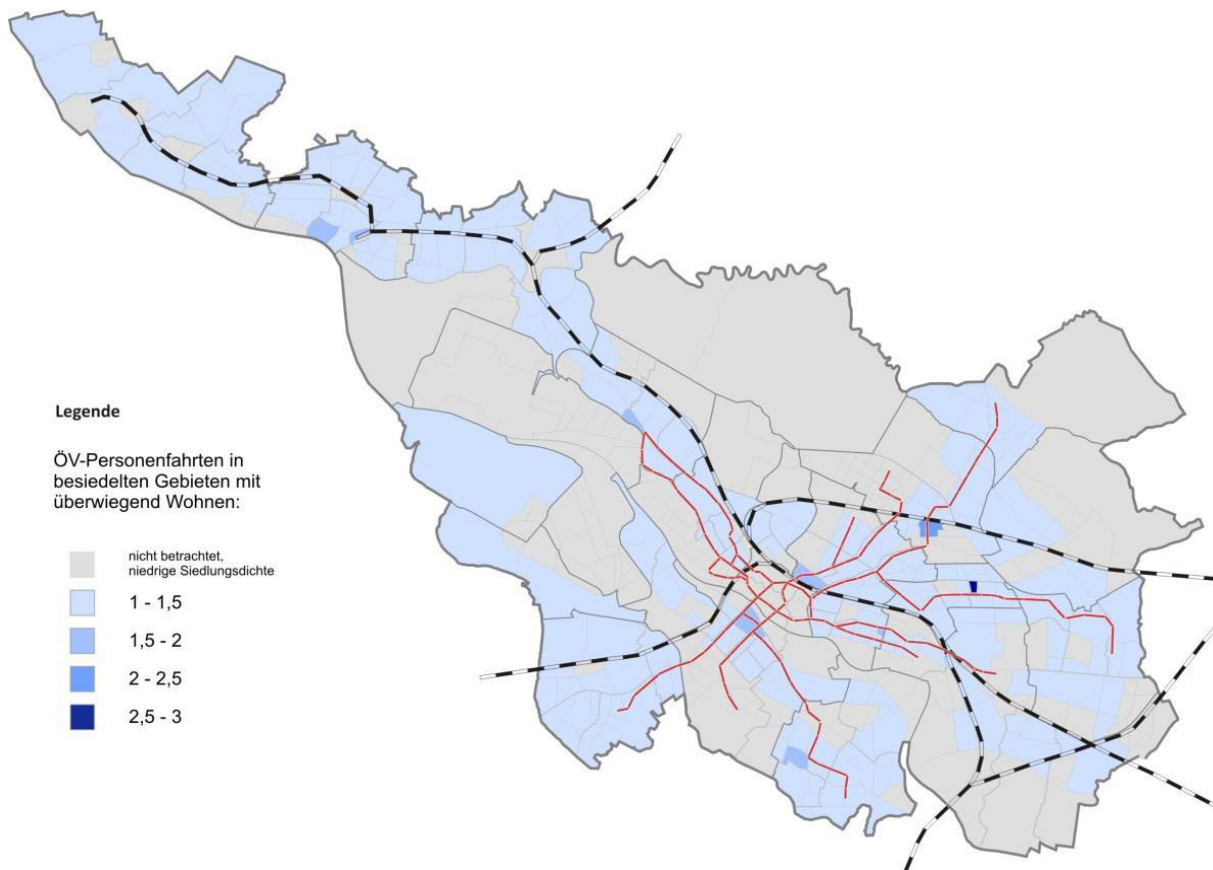 Legende
ÖV-Personenfahrten in
besiedelten Gebieten mit
überwiegend Wohnen:
nicht betrachtet,
niedrige Siedlungsdichte
1 - 1,5
1,5 - 2
2 - 2,5
2,5 - 3